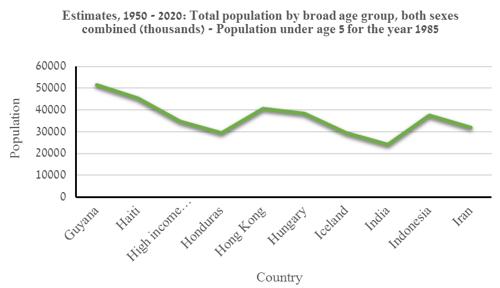 Estimates, 1950 - 2020: Total population by broad age group, both sexes
combined (thousands) - Population under age 5 for the year 1985
60000
50000
40000
30000
20000
10000
0
Population
Guyana
Haiti
High income...
Honduras
Hong Kong
Hungary
Iceland
India
Indonesia
Iran
Country